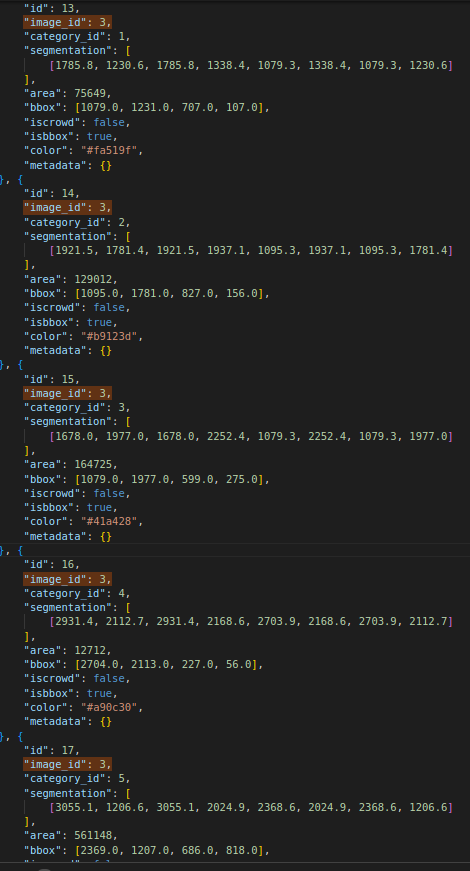 "id": 13,
"image_id": 3,
"category_id": 1,
"segmentation": [
[1785.8, 1230.6, 1785.8, 1338.4, 1079.3, 1338.4, 1079.3, 1230.6]
],
"area": 75649,
"bbox": [1079.0, 1231.0, 707.0, 107.0],
"iscrowd": false,
"isbbox": true,
"color": "#fa519f",
"metadata": {}
}, {
"id": 14,
"image_id": 3,
"category_id": 2,
"segmentation": [
[1921.5, 1781.4, 1921.5, 1937.1, 1095.3, 1937.1, 1095.3, 1781.4]
],
"area": 129012,
"bbox": [1095.0, 1781.0, 827.0, 156.0],
"iscrowd": false,
"isbbox": true,
"color": "#b9123d",
"metadata": {}
}, {
"id": 15,
"image_id": 3,
"category_id": 3,
"segmentation": [
[1678.0, 1977.0, 1678.0, 2252.4, 1079.3, 2252.4, 1079.3, 1977.0]
],
"area": 164725,
"bbox": [1079.0, 1977.0, 599.0, 275.0],
"iscrowd": false,
"isbbox": true,
"color": "#41a428",
"metadata": {}
}, {
"id": 16,
"image_id": 3,
"category_id": 4,
"segmentation": [
[2931.4, 2112.7, 2931.4, 2168.6, 2703.9, 2168.6, 2703.9, 2112.7]
],
"area": 12712,
"bbox": [2704.0, 2113.0, 227.0, 56.0],
"iscrowd": false,
"isbbox": true,
"color": "#a90c30",
"metadata": {}
}, {
"id": 17,
"image_id": 3,
"category_id": 5,
"segmentation": [
[3055.1, 1206.6, 3055.1, 2024.9, 2368.6, 2024.9, 2368.6, 1206.6]
],
"area": 561148,
"bbox": [2369.0, 1207.0, 686.0, 818.0],